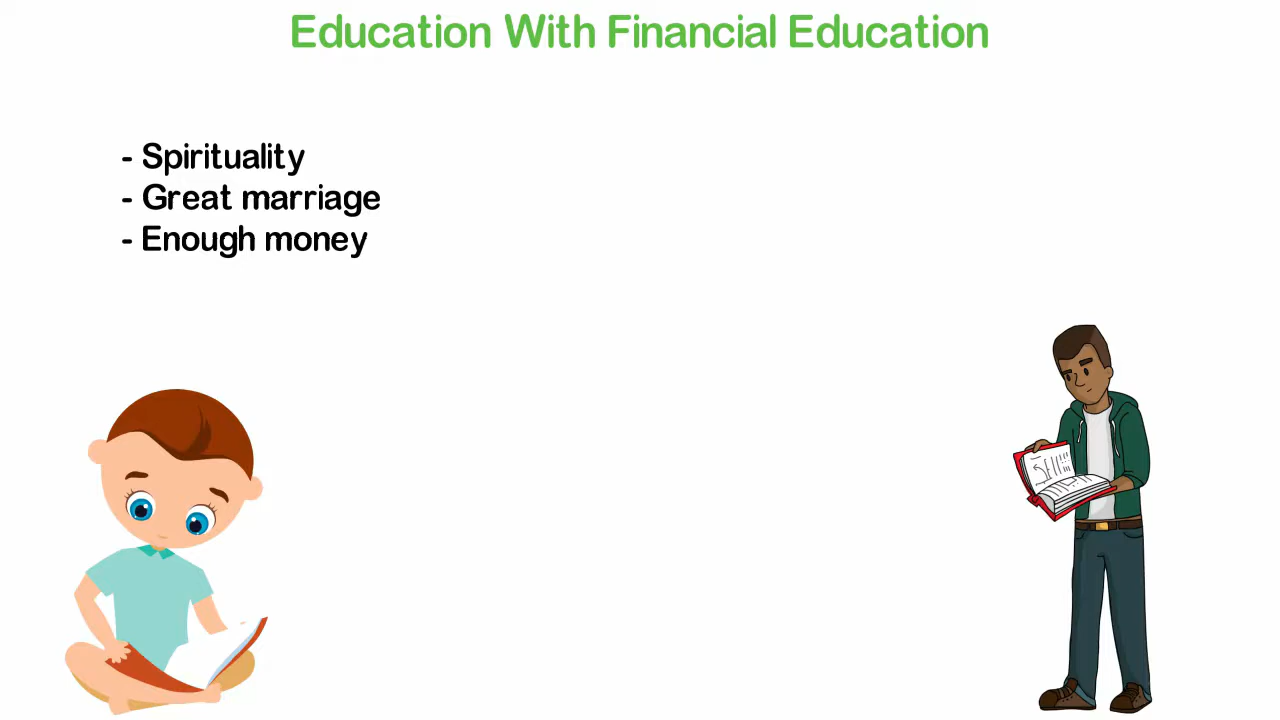 Education With Financial Education
- Spirituality
- Great marriage
- Enough money